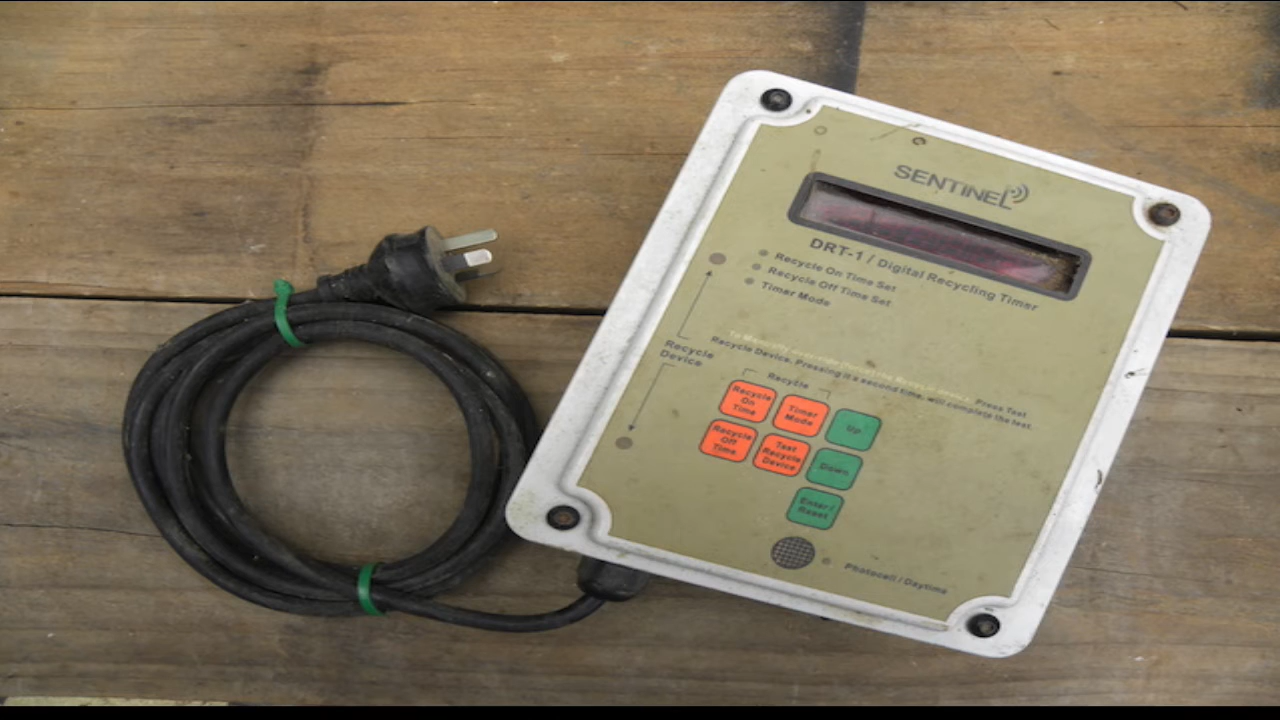 SENTINEL
DRT-1 / Digital Recycling Timer
Recycle On Time Set
Recycle Off Time Set
Timer Mode
Recycle
Device
Press Test
Recycle Device. Pressing it a second time, will complete the test.
Recycle
Recycle
On
Time
Timer
Mode
Up
Recycle
Off
Time
Test
Recycle
Device
Down
Enter /
Reset
Photocell / Daytime